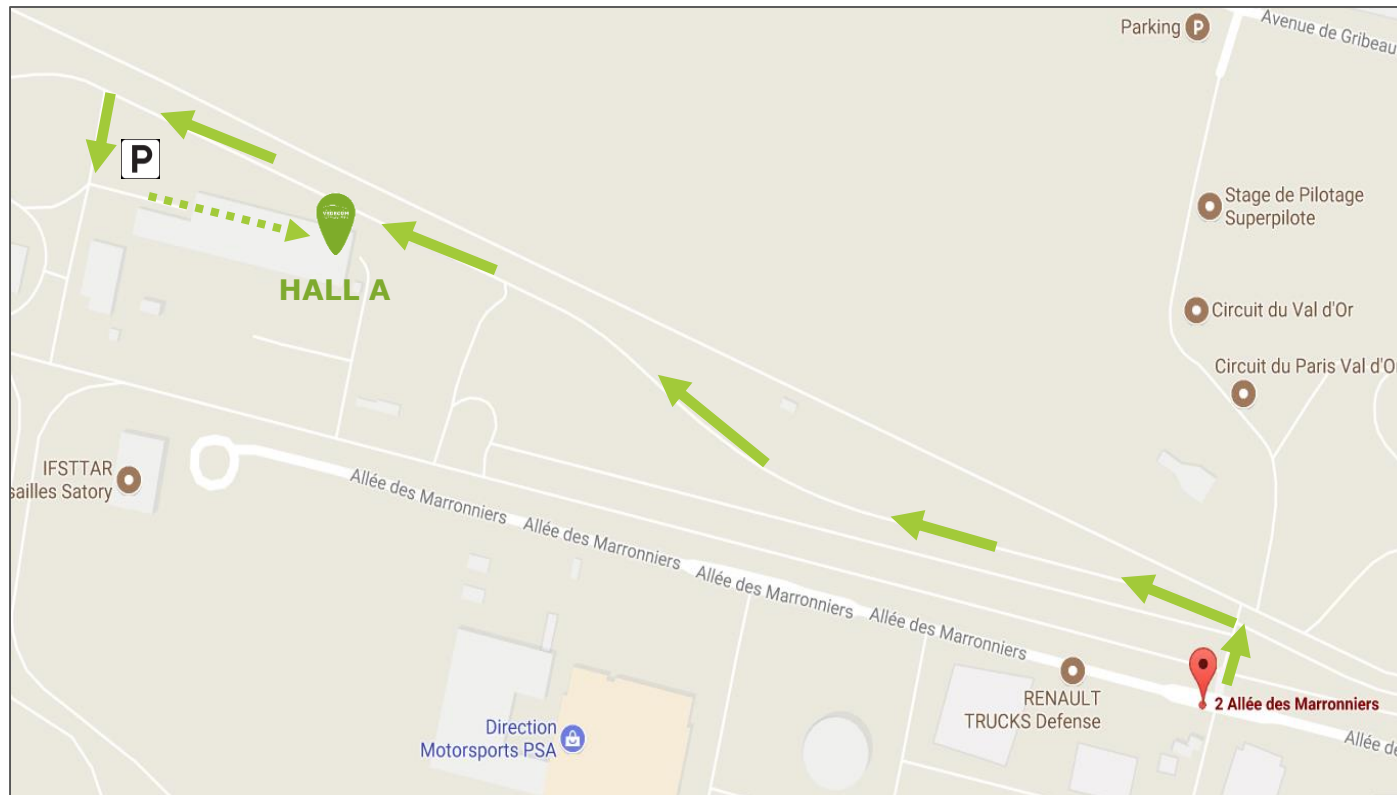 Parking P
Avenue de Gribeau
P
Stage de Pilotage
Superpilote
VEDECOM
HALL A
Circuit du Val d'Or
Circuit du Paris Val d'O
IFSTTAR
sailles Satory
Allée des Marronniers
Allée des Marronniers
Allée des Marronniers
Allée des Marronniers
RENAULT
TRUCKS Defense
2 Allée des Marronniers
Direction
Motorsports PSA
Allée de